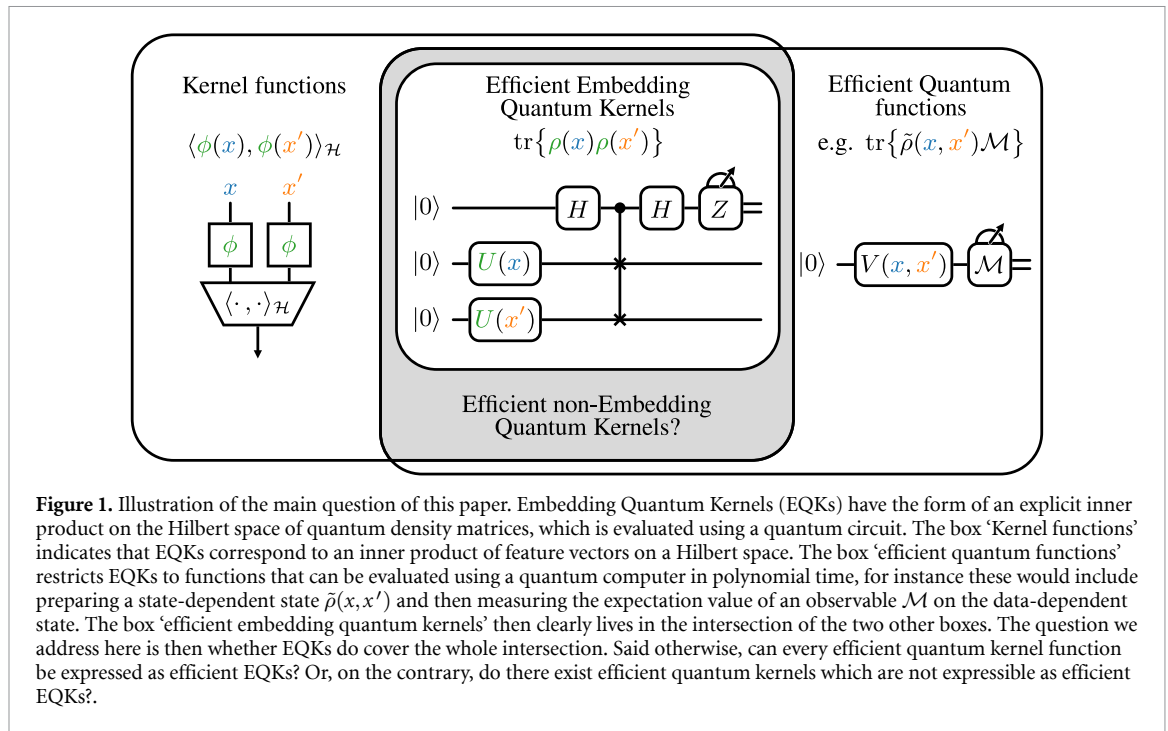 Kernel functions
⟨ϕ(x), ϕ(x′)⟩ℋ
x x′
ϕ ϕ
⟨· , ·⟩ℋ
Efficient Embedding
Quantum Kernels
tr{ρ(x)ρ(x′)}
|0⟩ H H Z
|0⟩ U(x)
|0⟩ U(x′)
Efficient non-Embedding
Quantum Kernels?
Efficient Quantum
functions
e.g. tr{ρ̃(x, x′)ℳ}
|0⟩ V(x, x′) ℳ
Figure 1. Illustration of the main question of this paper. Embedding Quantum Kernels (EQKs) have the form of an explicit inner
product on the Hilbert space of quantum density matrices, which is evaluated using a quantum circuit. The box ‘Kernel functions’
indicates that EQKs correspond to an inner product of feature vectors on a Hilbert space. The box ‘efficient quantum functions’
restricts EQKs to functions that can be evaluated using a quantum computer in polynomial time, for instance these would include
preparing a state-dependent state ρ̃(x, x′) and then measuring the expectation value of an observable ℳ on the data-dependent
state. The box ‘efficient embedding quantum kernels’ then clearly lives in the intersection of the two other boxes. The question we
address here is then whether EQKs do cover the whole intersection. Said otherwise, can every efficient quantum kernel function
be expressed as efficient EQKs? Or, on the contrary, do there exist efficient quantum kernels which are not expressible as efficient
EQKs?.